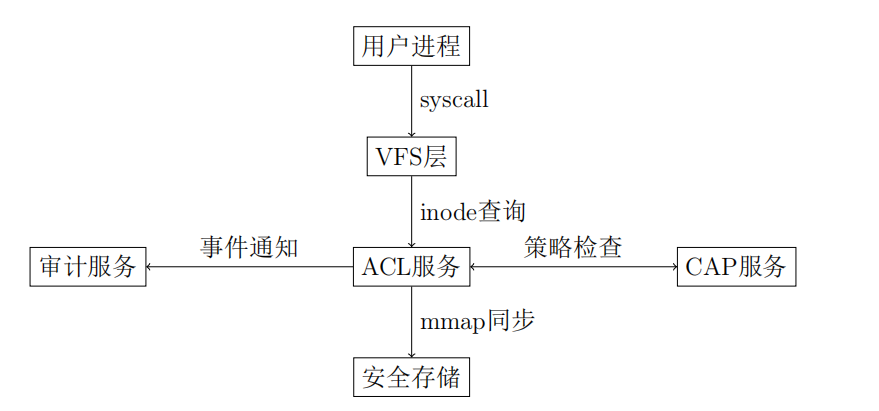 用户进程
syscall
VFS层
inode查询
事件通知
策略检查
审计服务
ACL服务
CAP服务
mmap同步
安全存储